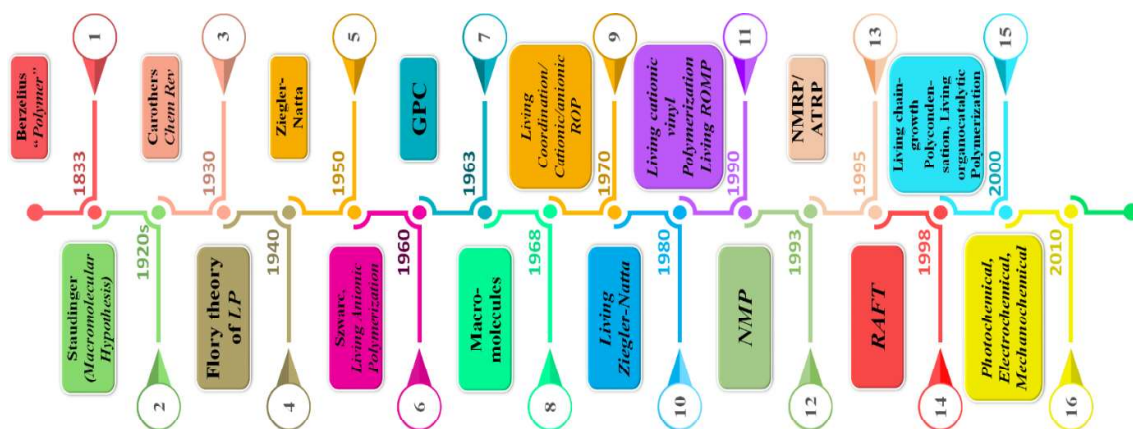 1
Berzelius
“Polymer”
1833
2
Staudinger
(Macromolecular
Hypothesis)
1920s
3
Carothers
Chem Rev
1930
4
Flory theory
of LP
1940
5
Ziegler-
Natta
1950
6
Szwarc,
Living Anionic
Polymerization
1960
7
GPC
1963
8
Macro-
molecules
1968
9
Living
Coordination/
Cationic/anionic
ROP
1970
10
Living
Ziegler-Natta
1980
11
Living cationic
vinyl
Polymerization
Living ROMP
1990
12
NMP
1993
13
NMRP/
ATRP
1995
14
RAFT
1998
15
Living chain-
growth
Polyconden-
sation, Living
organocatalytic
Polymerization
2000
16
Photochemical,
Electrochemical,
Mechanochemical
2010